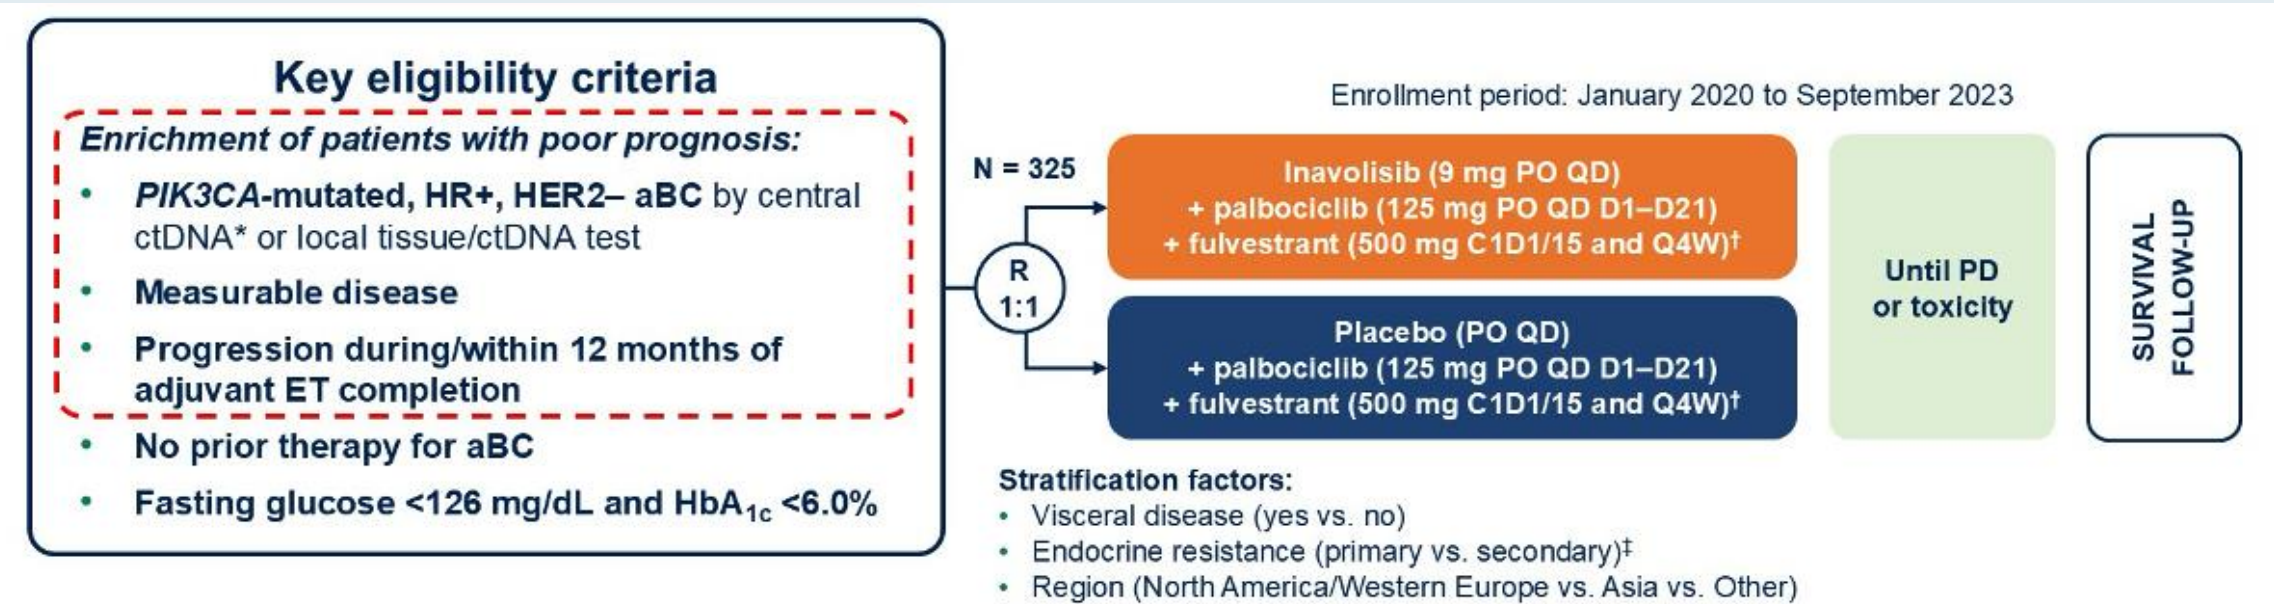 Key eligibility criteria
Enrichment of patients with poor prognosis:
• PIK3CA-mutated, HR+, HER2– aBC by central
ctDNA* or local tissue/ctDNA test
• Measurable disease
• Progression during/within 12 months of
adjuvant ET completion
• No prior therapy for aBC
• Fasting glucose <126 mg/dL and HbA1c <6.0%
N = 325
R
1:1
Enrollment period: January 2020 to September 2023
Inavolisib (9 mg PO QD)
+ palbociclib (125 mg PO QD D1–D21)
+ fulvestrant (500 mg C1D1/15 and Q4W)†
Placebo (PO QD)
+ palbociclib (125 mg PO QD D1–D21)
+ fulvestrant (500 mg C1D1/15 and Q4W)†
Until PD
or toxicity
SURVIVAL
FOLLOW-UP
Stratification factors:
• Visceral disease (yes vs. no)
• Endocrine resistance (primary vs. secondary)‡
• Region (North America/Western Europe vs. Asia vs. Other)